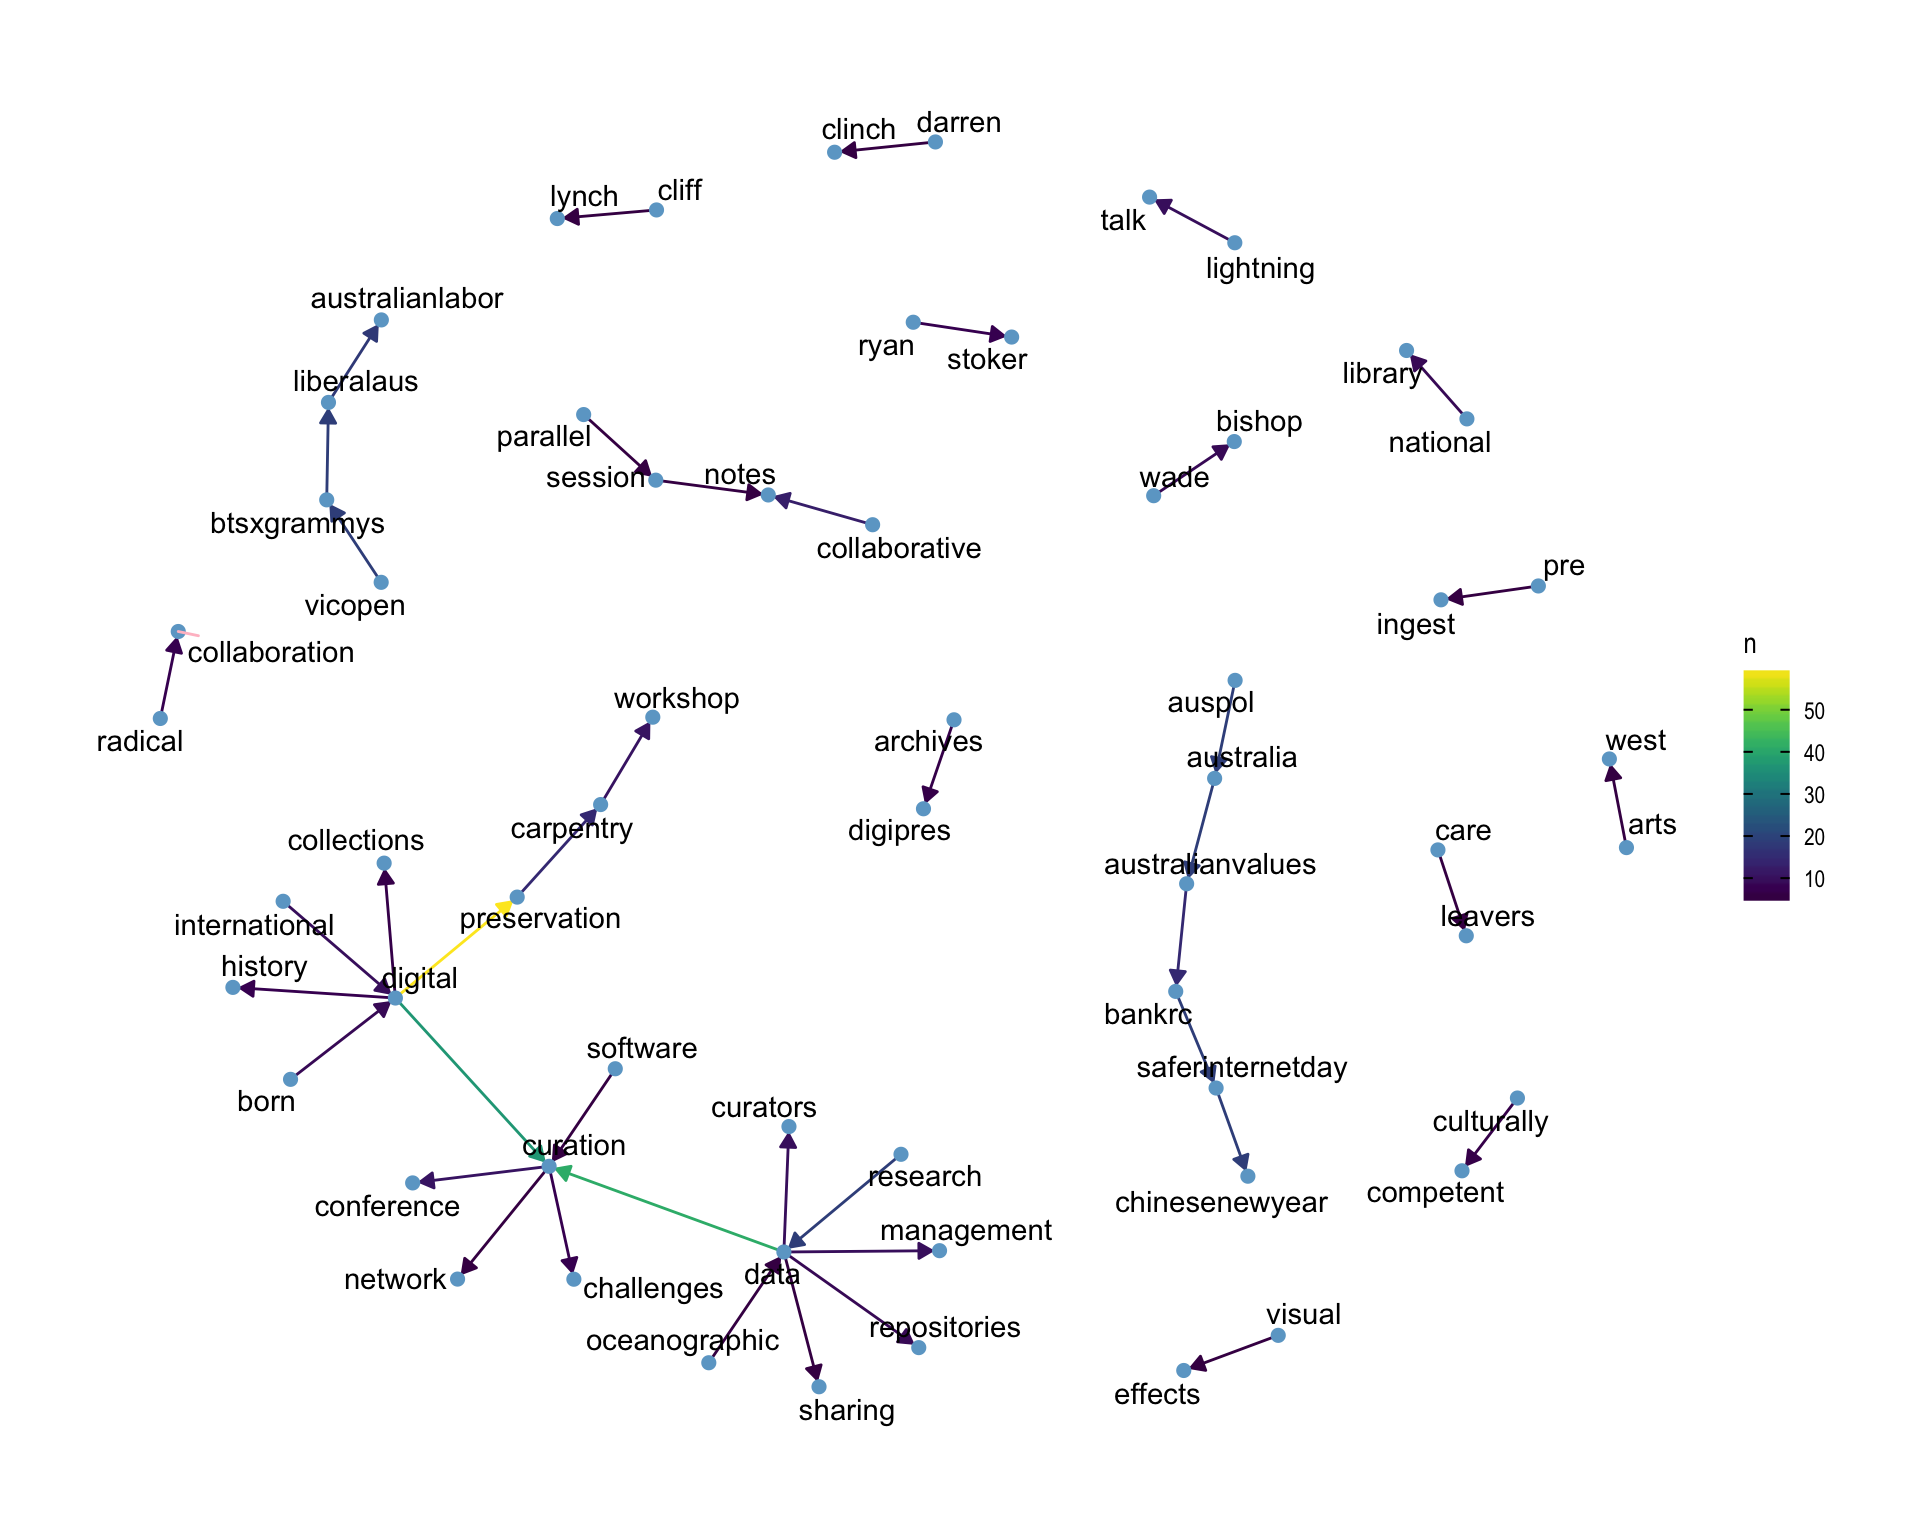 clinch
darren
lynch
cliff
talk
lightning
australianlabor
ryan
stoker
liberalaus
library
national
parallel
bishop
session
notes
wade
btsxgrammys
collaborative
pre
vicopen
ingest
collaboration
n
radical
workshop
auspol
50
archives
west
australia
40
30
collections
carpentry
digipres
care
arts
20
international
preservation
australianvalues
leavers
10
history
digital
bankrc
born
software
saferinternetday
curators
culturally
curation
research
conference
competent
chinesenewyear
management
network
challenges
data
oceanographic
repositories
visual
sharing
effects